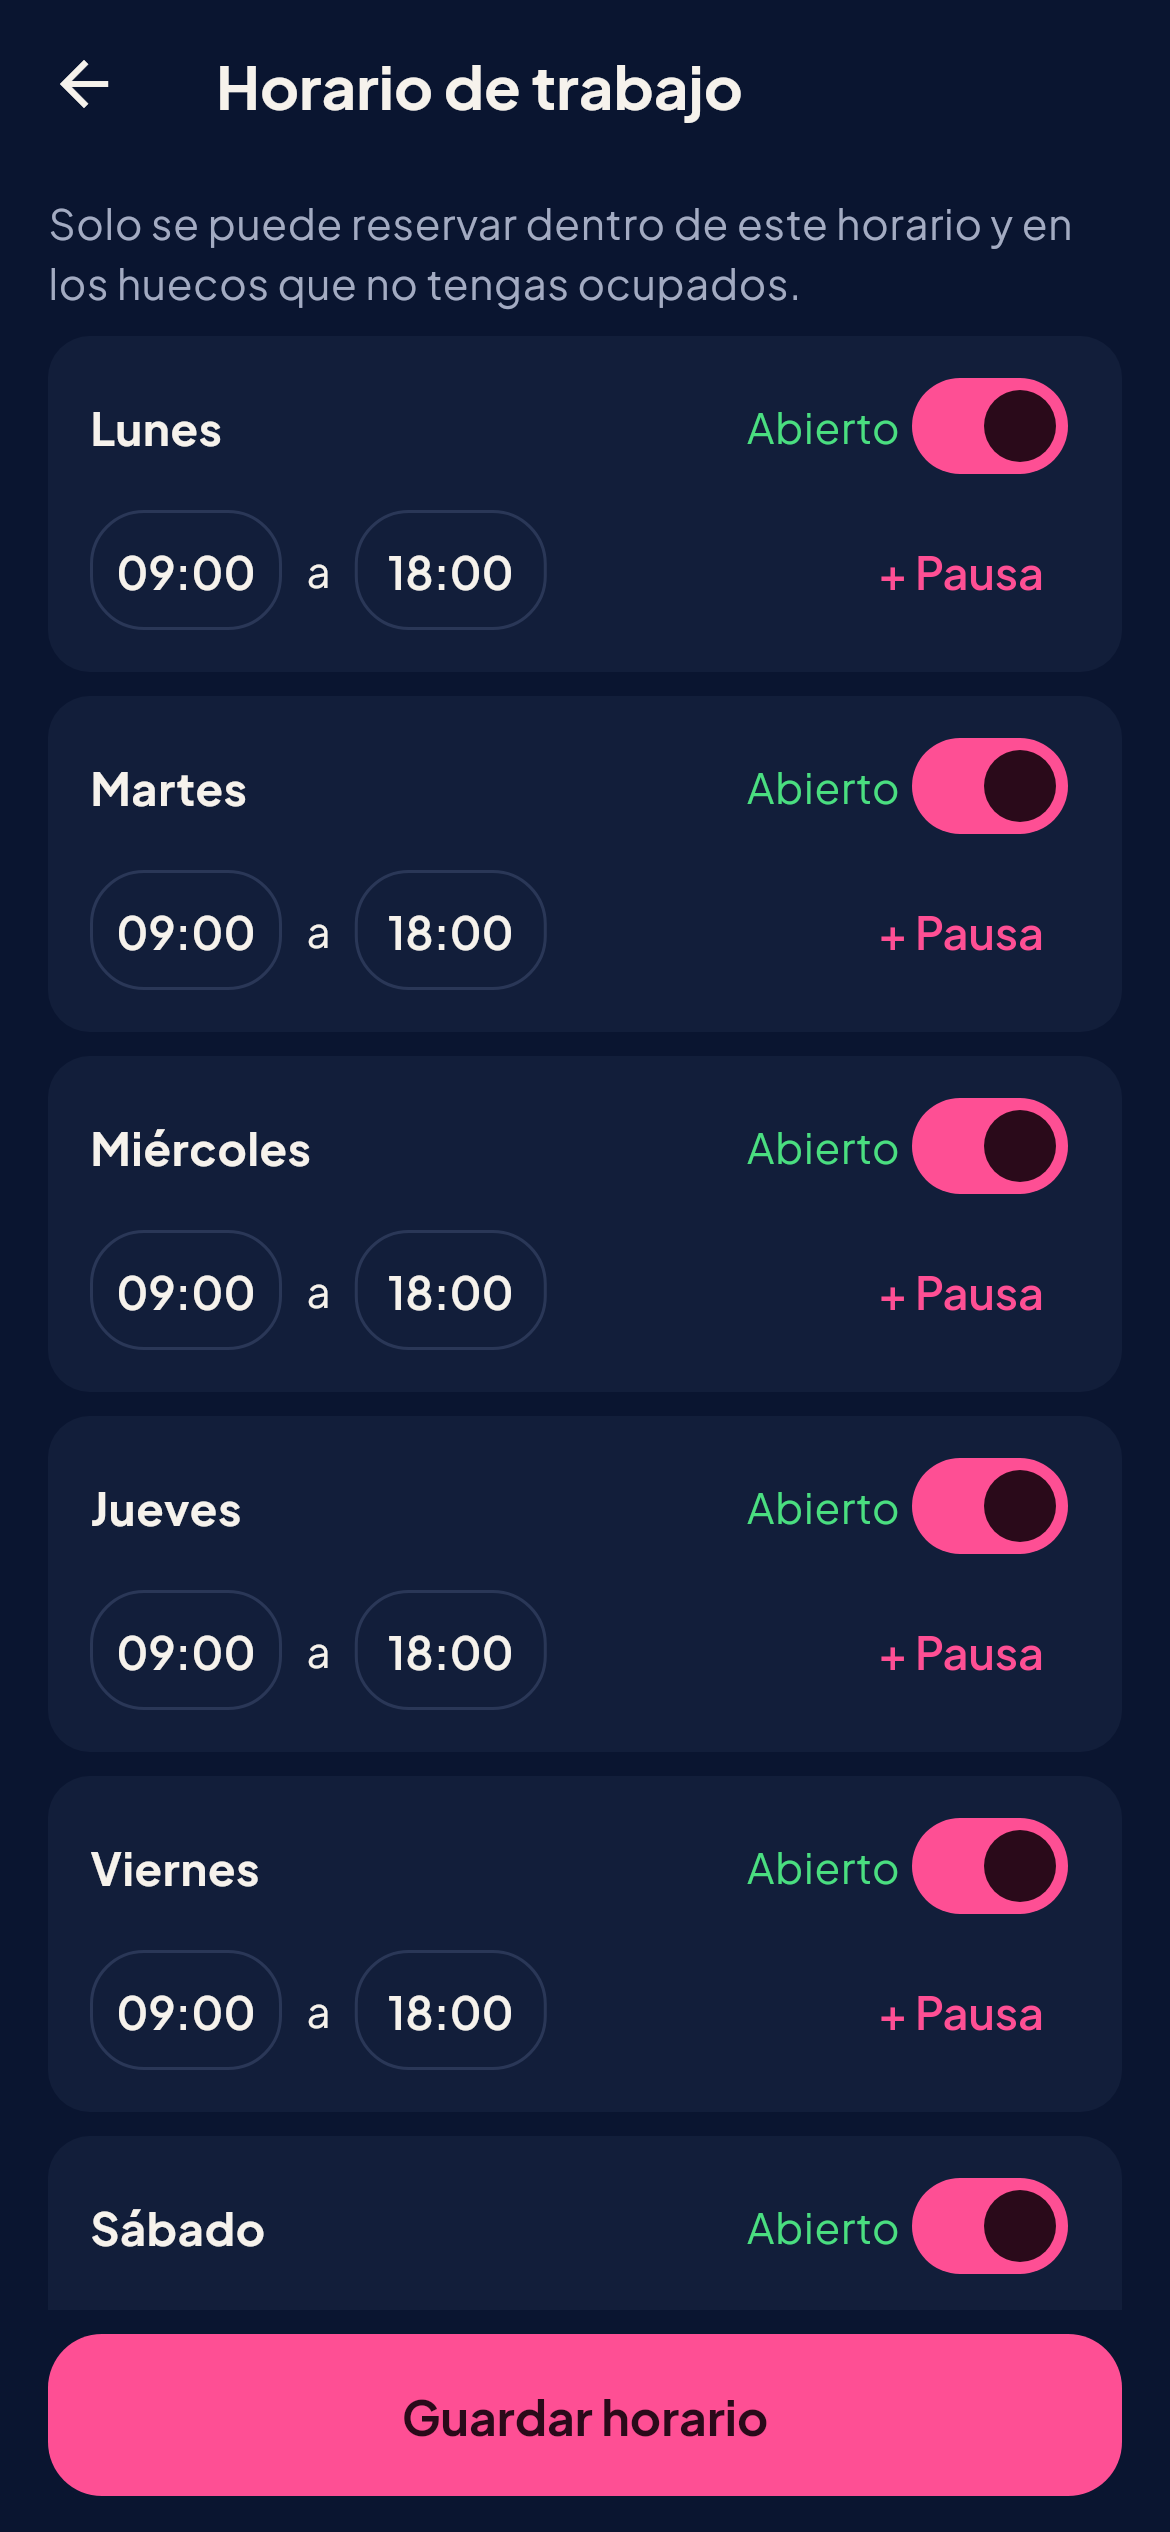 Horario de trabajo
Solo se puede reservar dentro de este horario y en
los huecos que no tengas ocupados.
Lunes Abierto
09:00 a 18:00 + Pausa
Martes Abierto
09:00 a 18:00 + Pausa
Miércoles Abierto
09:00 a 18:00 + Pausa
Jueves Abierto
09:00 a 18:00 + Pausa
Viernes Abierto
09:00 a 18:00 + Pausa
Sábado Abierto
Guardar horario